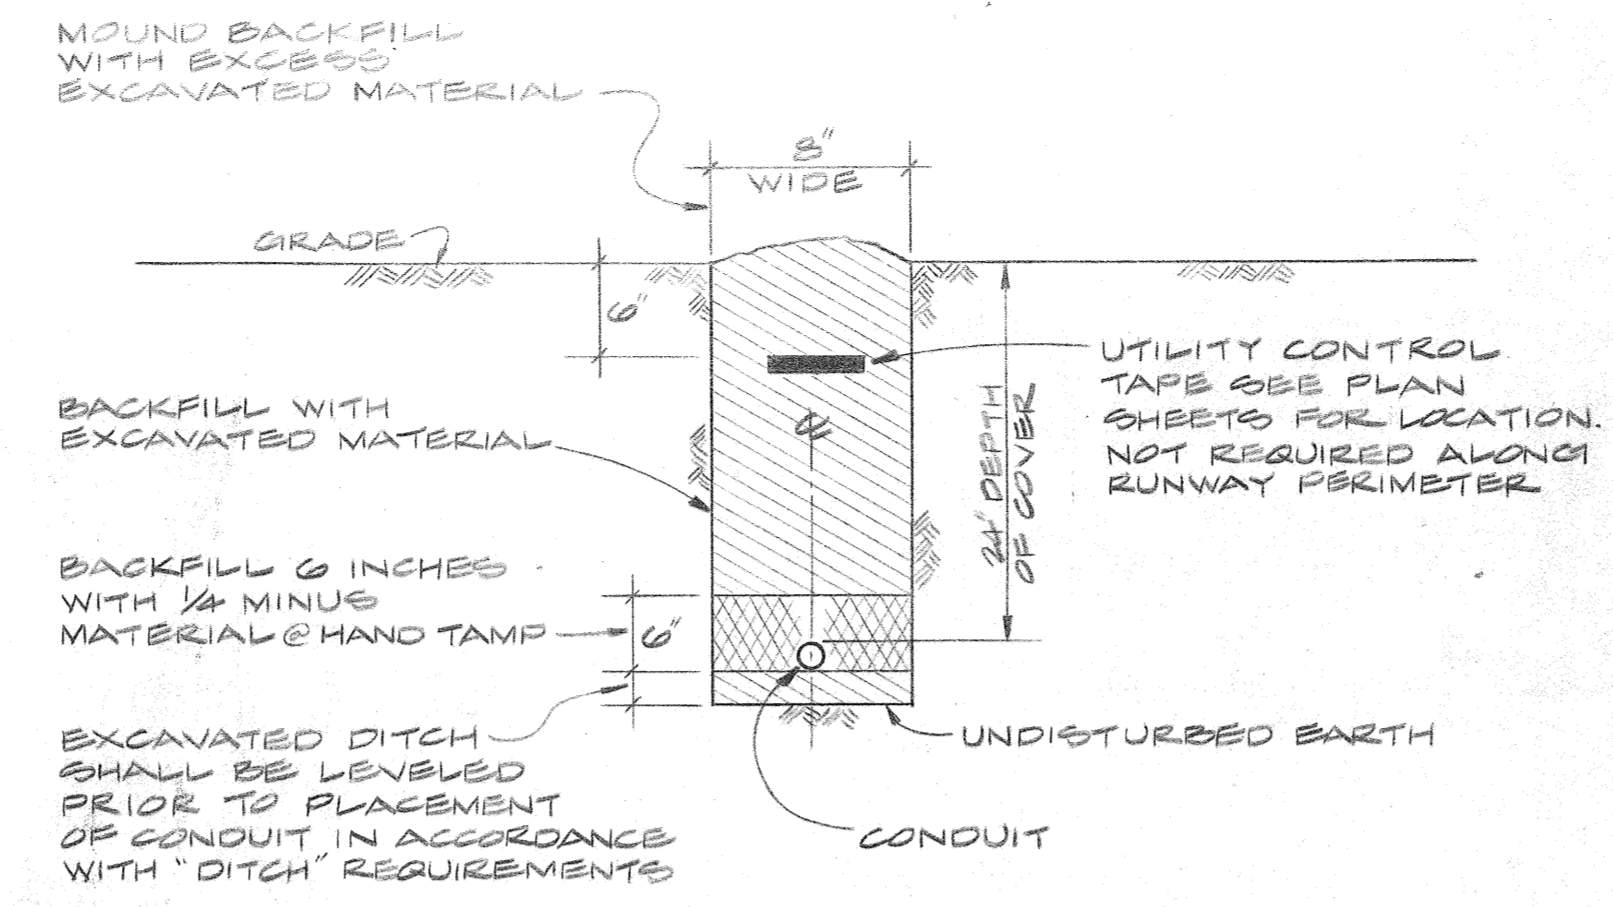 MOUND BACKFILL
WITH EXCESS
EXCAVATED MATERIAL
8"
WIDE
GRADE
6"
UTILITY CONTROL
TAPE SEE PLAN
SHEETS FOR LOCATION.
NOT REQUIRED ALONG
RUNWAY PERIMETER
BACKFILL WITH
EXCAVATED MATERIAL
℄
24" DEPTH
OF COVER
BACKFILL 6 INCHES
WITH 1/4 MINUS
MATERIAL @ HAND TAMP
6"
EXCAVATED DITCH
SHALL BE LEVELED
PRIOR TO PLACEMENT
OF CONDUIT IN ACCORDANCE
WITH "DITCH" REQUIREMENTS
UNDISTURBED EARTH
CONDUIT